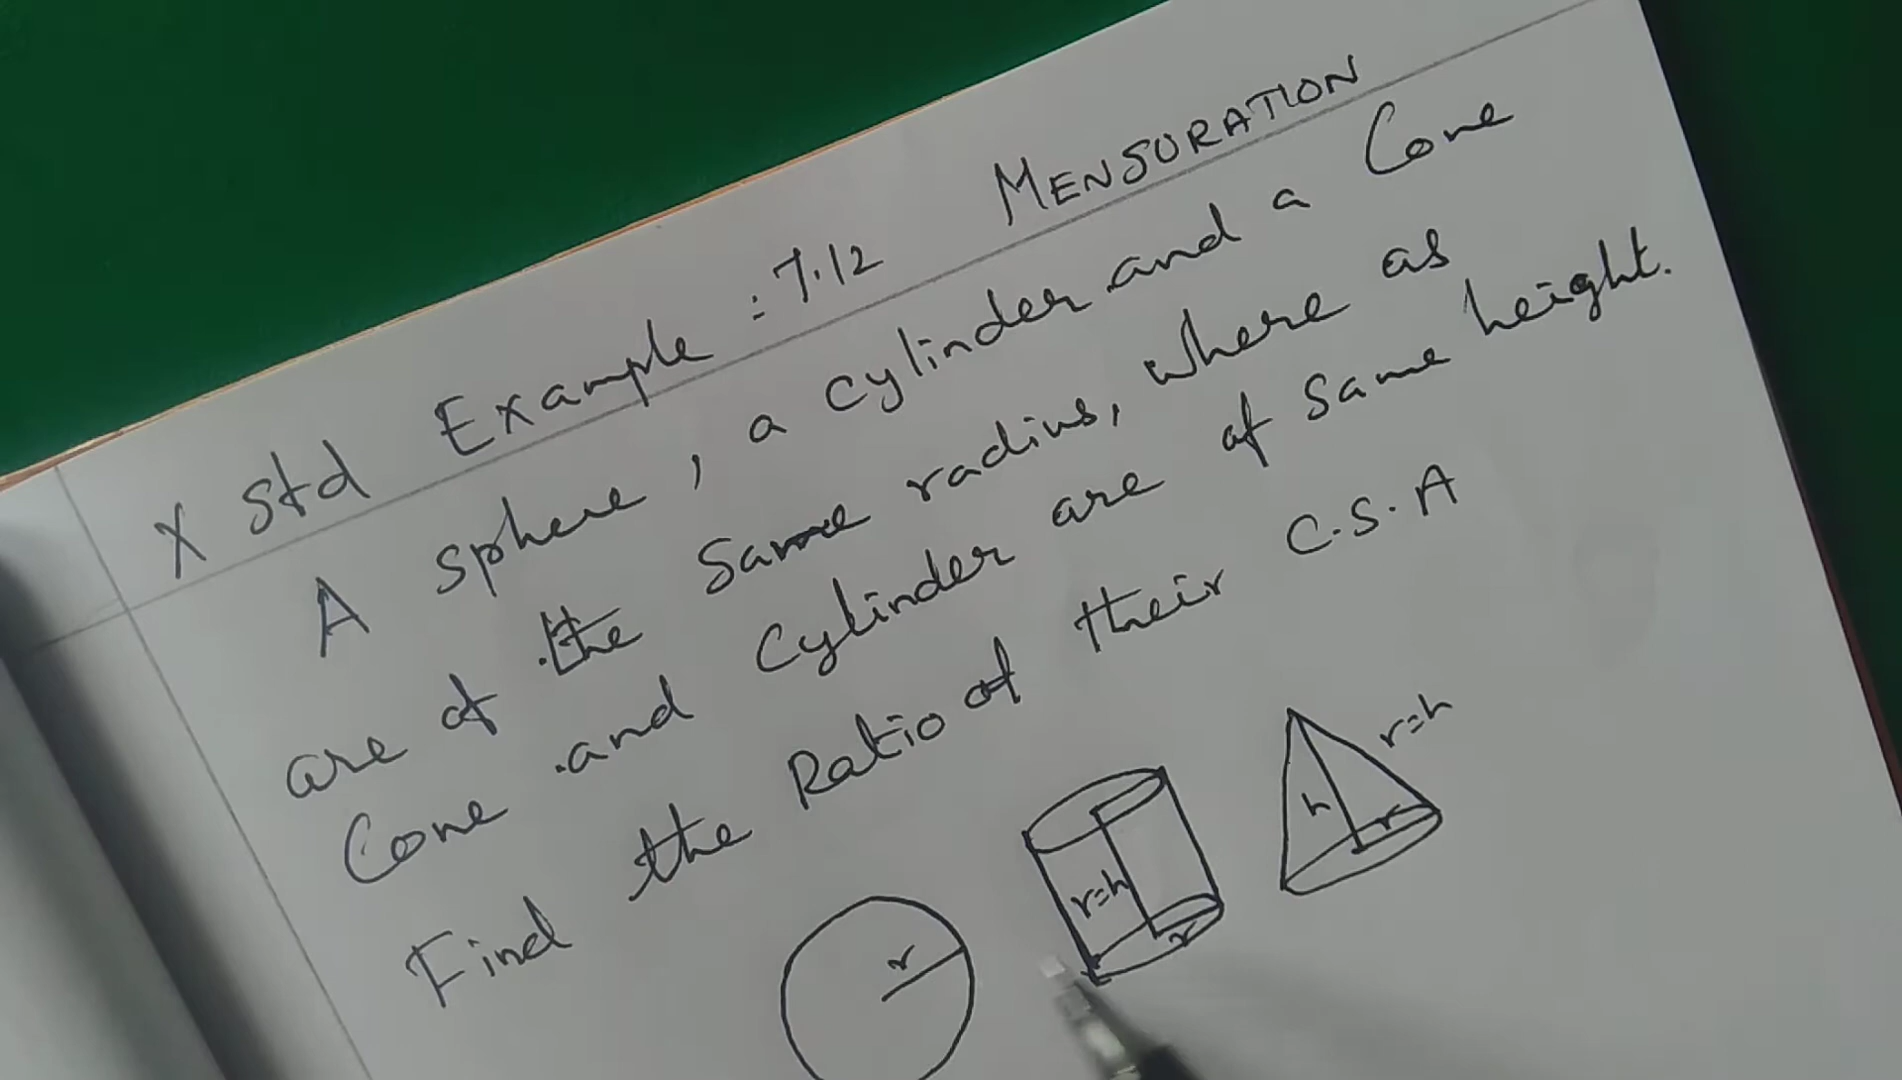 X std Example : 7.12 MENSURATION
A sphere, a cylinder and a Cone
are of the same radius, where as
Cone and Cylinder are of same height.
Find the Ratio of their C.S.A
r
r=h
r
h
r
r=h